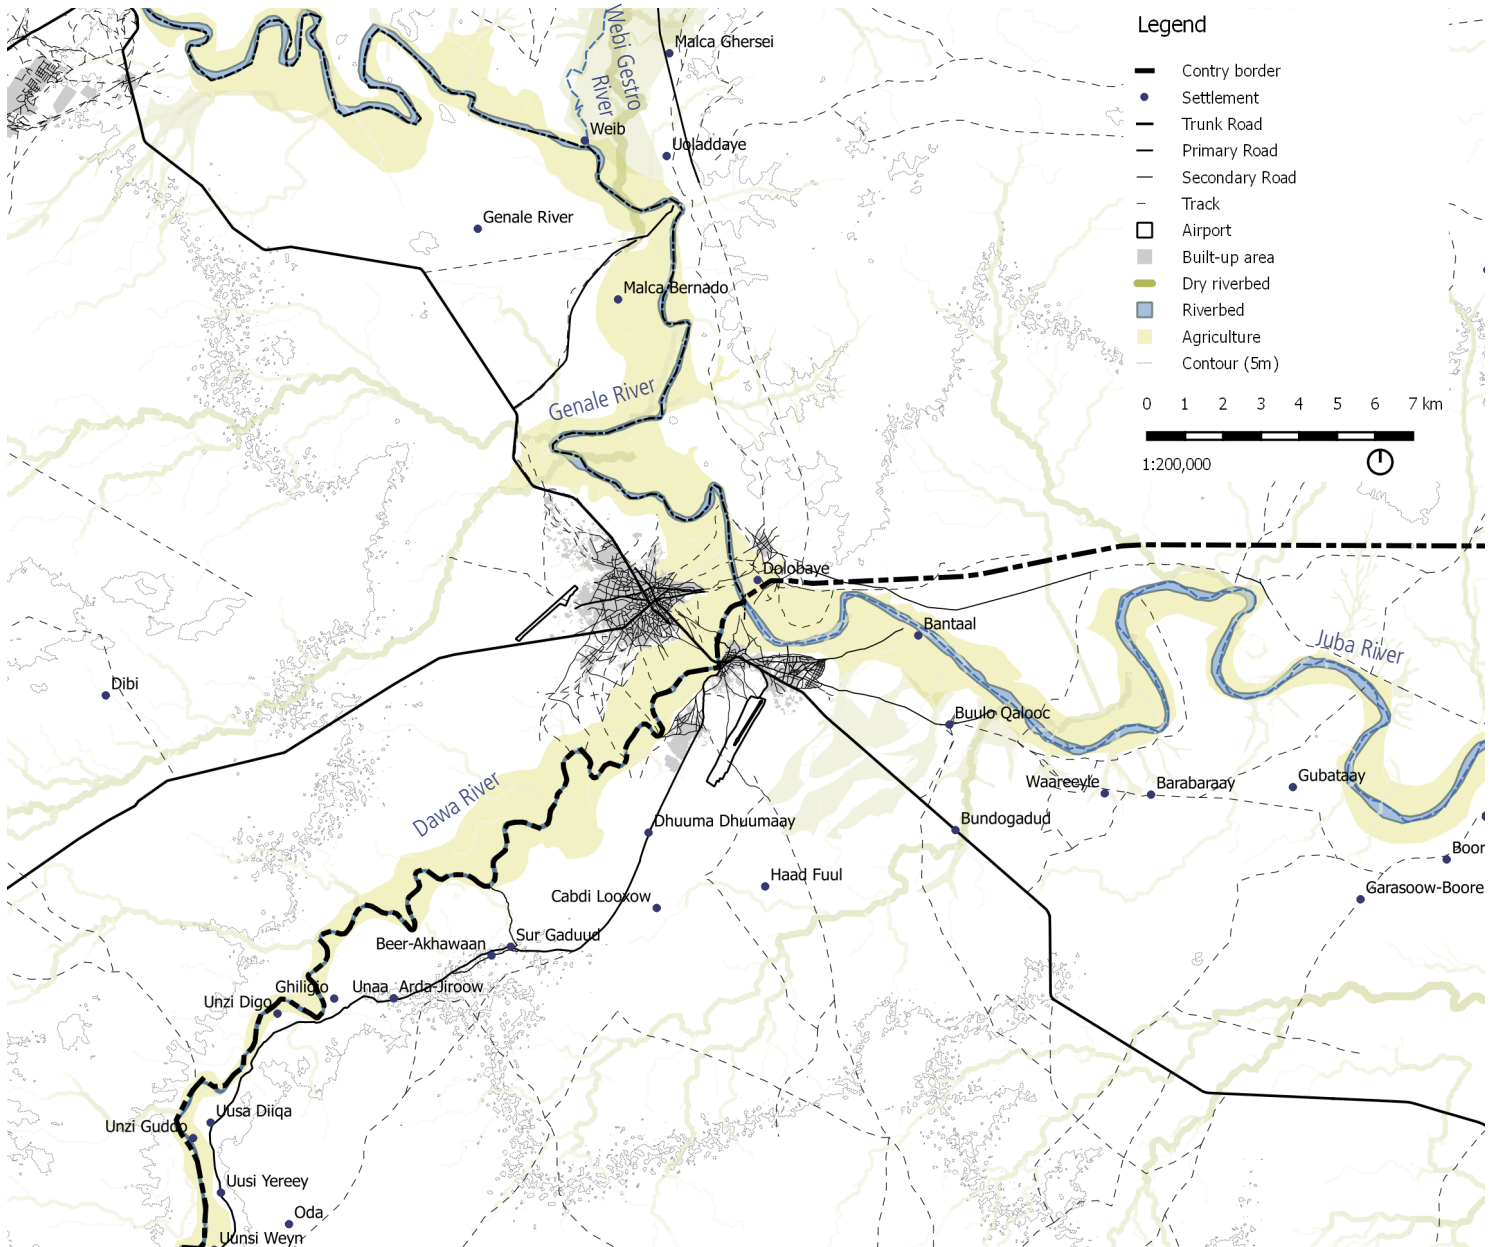 Legend
Contry border
Settlement
Trunk Road
Primary Road
Secondary Road
Track
Airport
Built-up area
Dry riverbed
Riverbed
Agriculture
Contour (5m)
0 1 2 3 4 5 6 7 km
1:200,000
Webi Gestro
River
Malca Ghersei
Weib
Uoladdaye
Genale River
Malca Bernado
Genale River
Dolobaye
Bantaal
Juba River
Dibi
Buulo Qalooc
Waareeyle
Barabaraay
Gubataay
Dawa River
Dhuuma Dhuumaay
Bundogadud
Boor
Haad Fuul
Garasoow-Boore
Cabdi Looxow
Sur Gaduud
Beer-Akhawaan
Ghiligio
Unaa
Arda-Jiroow
Unzi Digo
Uusa Diiqa
Unzi Guddo
Uusi Yereey
Oda
Uunsi Weyn